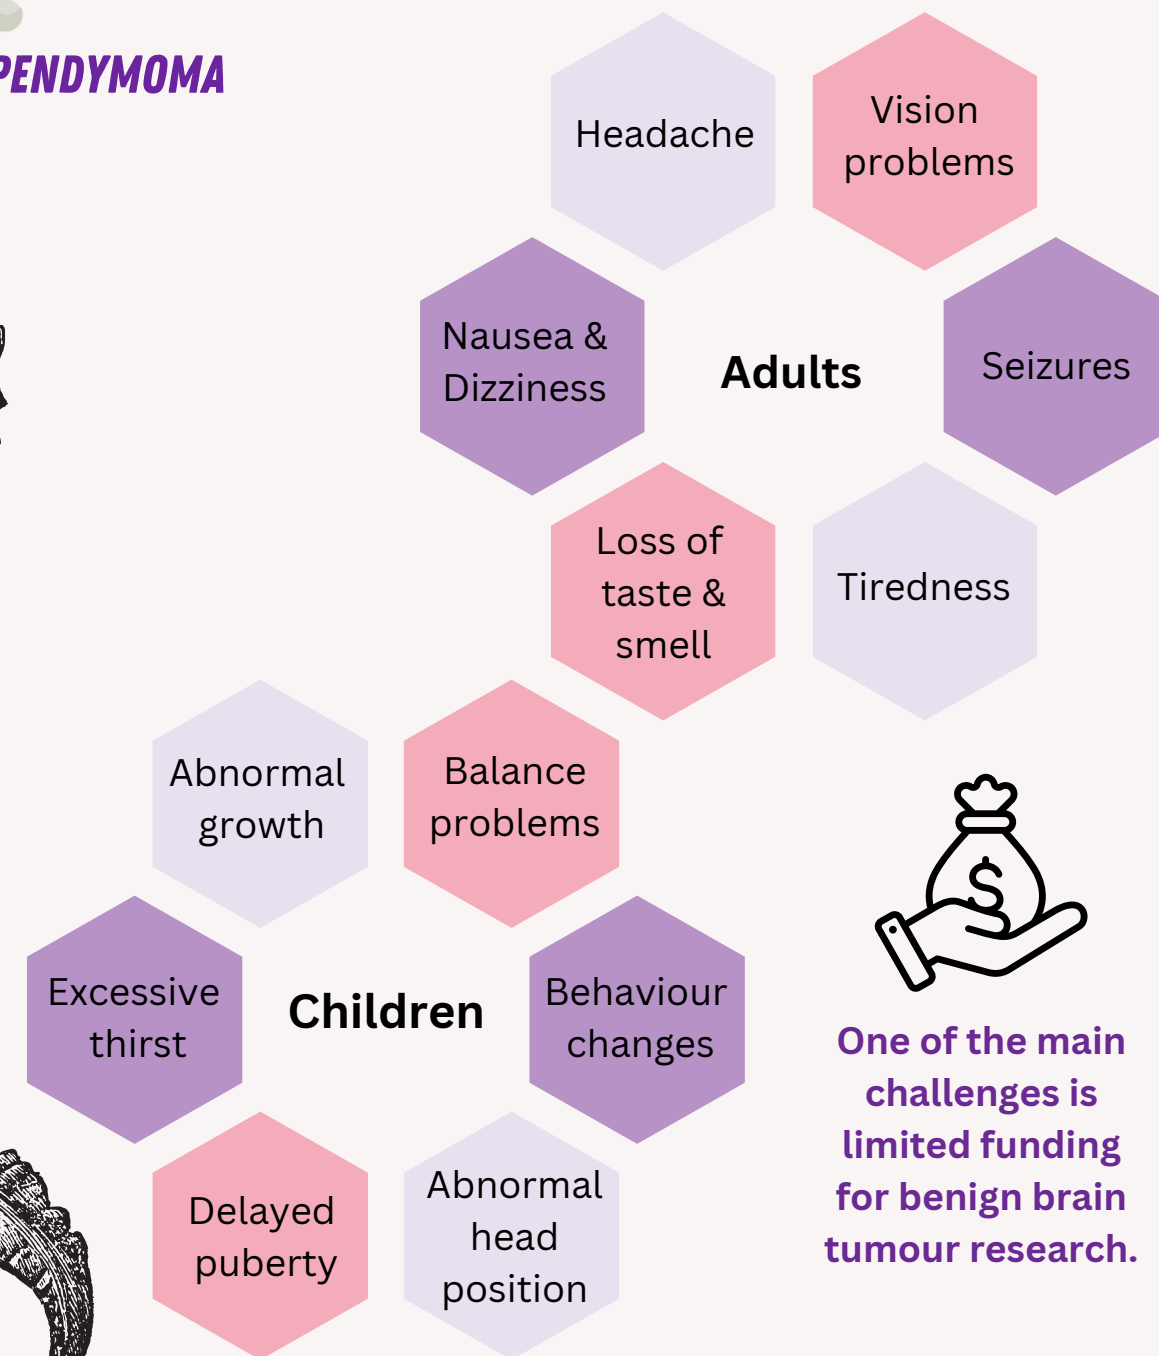 PENDYMOMA
Headache
Vision
problems
Nausea &
Dizziness
Adults
Seizures
Loss of
taste &
smell
Tiredness
Abnormal
growth
Balance
problems
Excessive
thirst
Children
Behaviour
changes
Delayed
puberty
Abnormal
head
position
$
One of the main
challenges is
limited funding
for benign brain
tumour research.